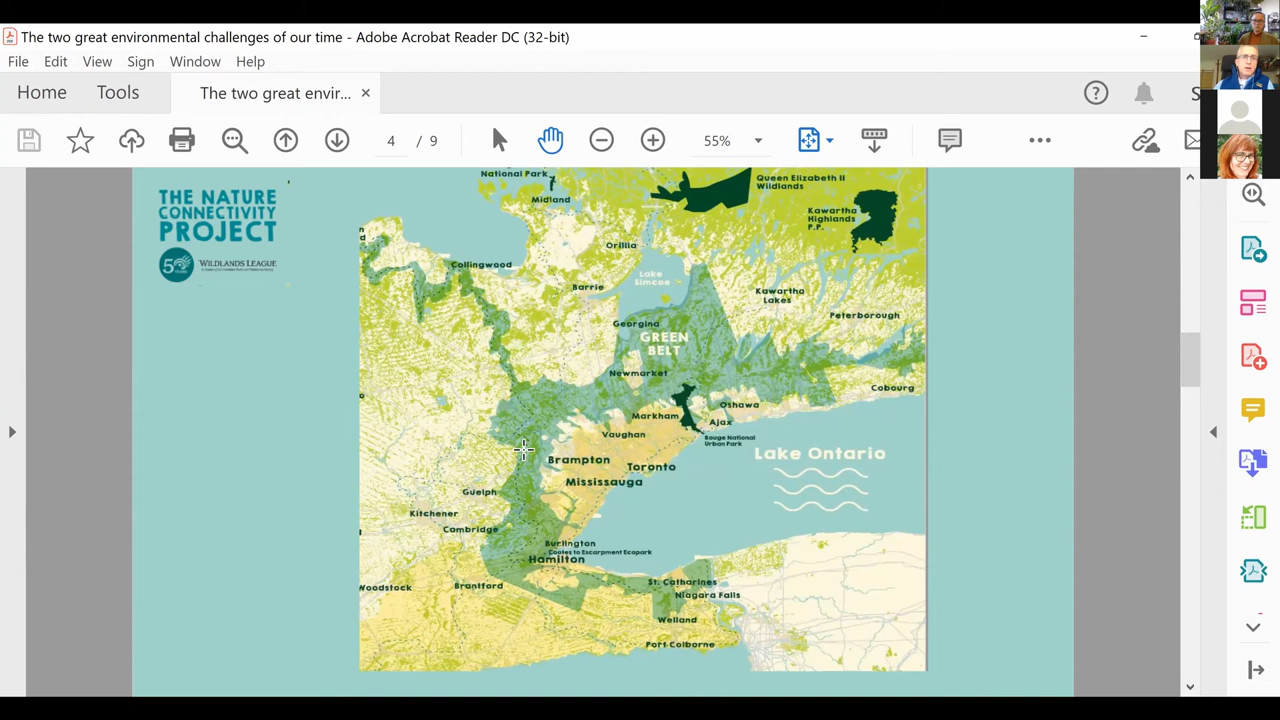 The two great environmental challenges of our time - Adobe Acrobat Reader DC (32-bit)
File Edit View Sign Window Help
Home Tools The two great envir... ×
4 / 9 55%
THE NATURE
CONNECTIVITY
PROJECT
50 WILDLANDS LEAGUE
National Park
Midland
Queen Elizabeth II
Wildlands
Kawartha
Highlands
P.P.
Orillia
Collingwood
Lake
Simcoe
Barrie
Kawartha
Lakes
Peterborough
Georgina
GREEN
BELT
Newmarket
Cobourg
Oshawa
Markham
Ajax
Vaughan
Rouge National
Urban Park
Lake Ontario
Brampton
Toronto
Mississauga
Guelph
Kitchener
Cambridge
Burlington
Cootes to Escarpment Ecopark
Hamilton
Woodstock
Brantford
St. Catharines
Niagara Falls
Welland
Port Colborne